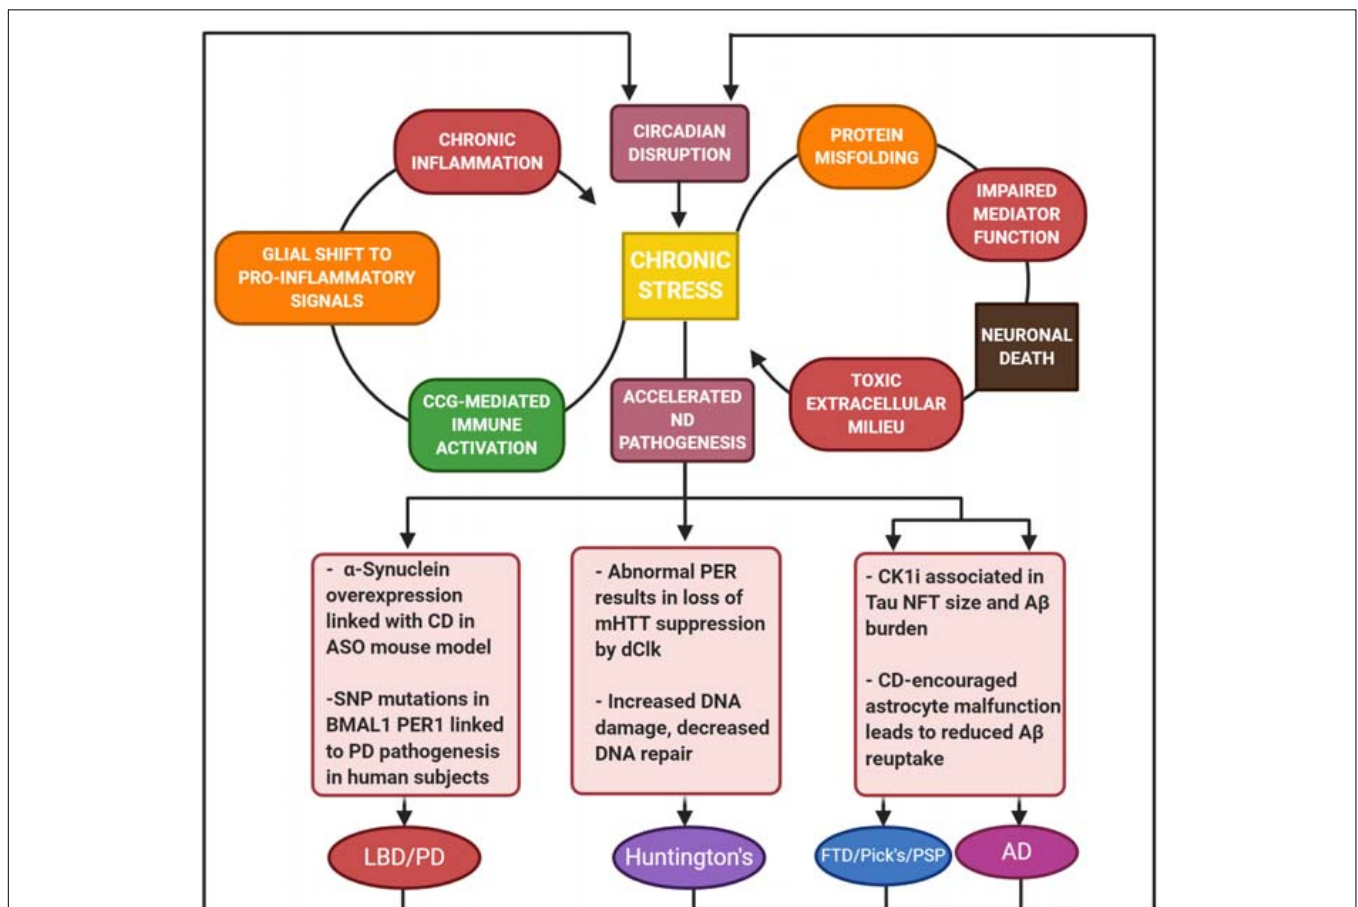 CIRCADIAN
DISRUPTION
CHRONIC
INFLAMMATION
PROTEIN
MISFOLDING
IMPAIRED
MEDIATOR
FUNCTION
GLIAL SHIFT TO
PRO-INFLAMMATORY
SIGNALS
CHRONIC
STRESS
NEURONAL
DEATH
CCG-MEDIATED
IMMUNE
ACTIVATION
ACCELERATED
ND
PATHOGENESIS
TOXIC
EXTRACELLULAR
MILIEU
- α-Synuclein
overexpression
linked with CD in
ASO mouse model
-SNP mutations in
BMAL1 PER1 linked
to PD pathogenesis
in human subjects
- Abnormal PER
results in loss of
mHTT suppression
by dClk
- Increased DNA
damage, decreased
DNA repair
- CK1i associated in
Tau NFT size and Aβ
burden
- CD-encouraged
astrocyte malfunction
leads to reduced Aβ
reuptake
LBD/PD
Huntington's
FTD/Pick's/PSP
AD